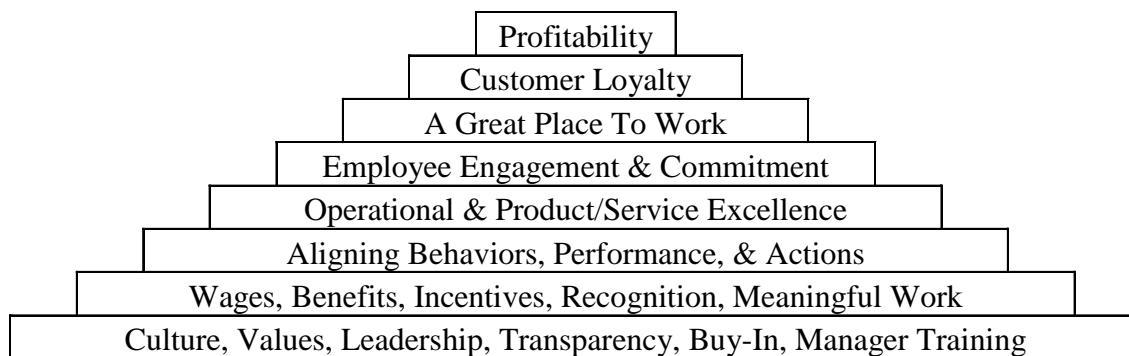 Profitability
Customer Loyalty
A Great Place To Work
Employee Engagement & Commitment
Operational & Product/Service Excellence
Aligning Behaviors, Performance, & Actions
Wages, Benefits, Incentives, Recognition, Meaningful Work
Culture, Values, Leadership, Transparency, Buy-In, Manager Training